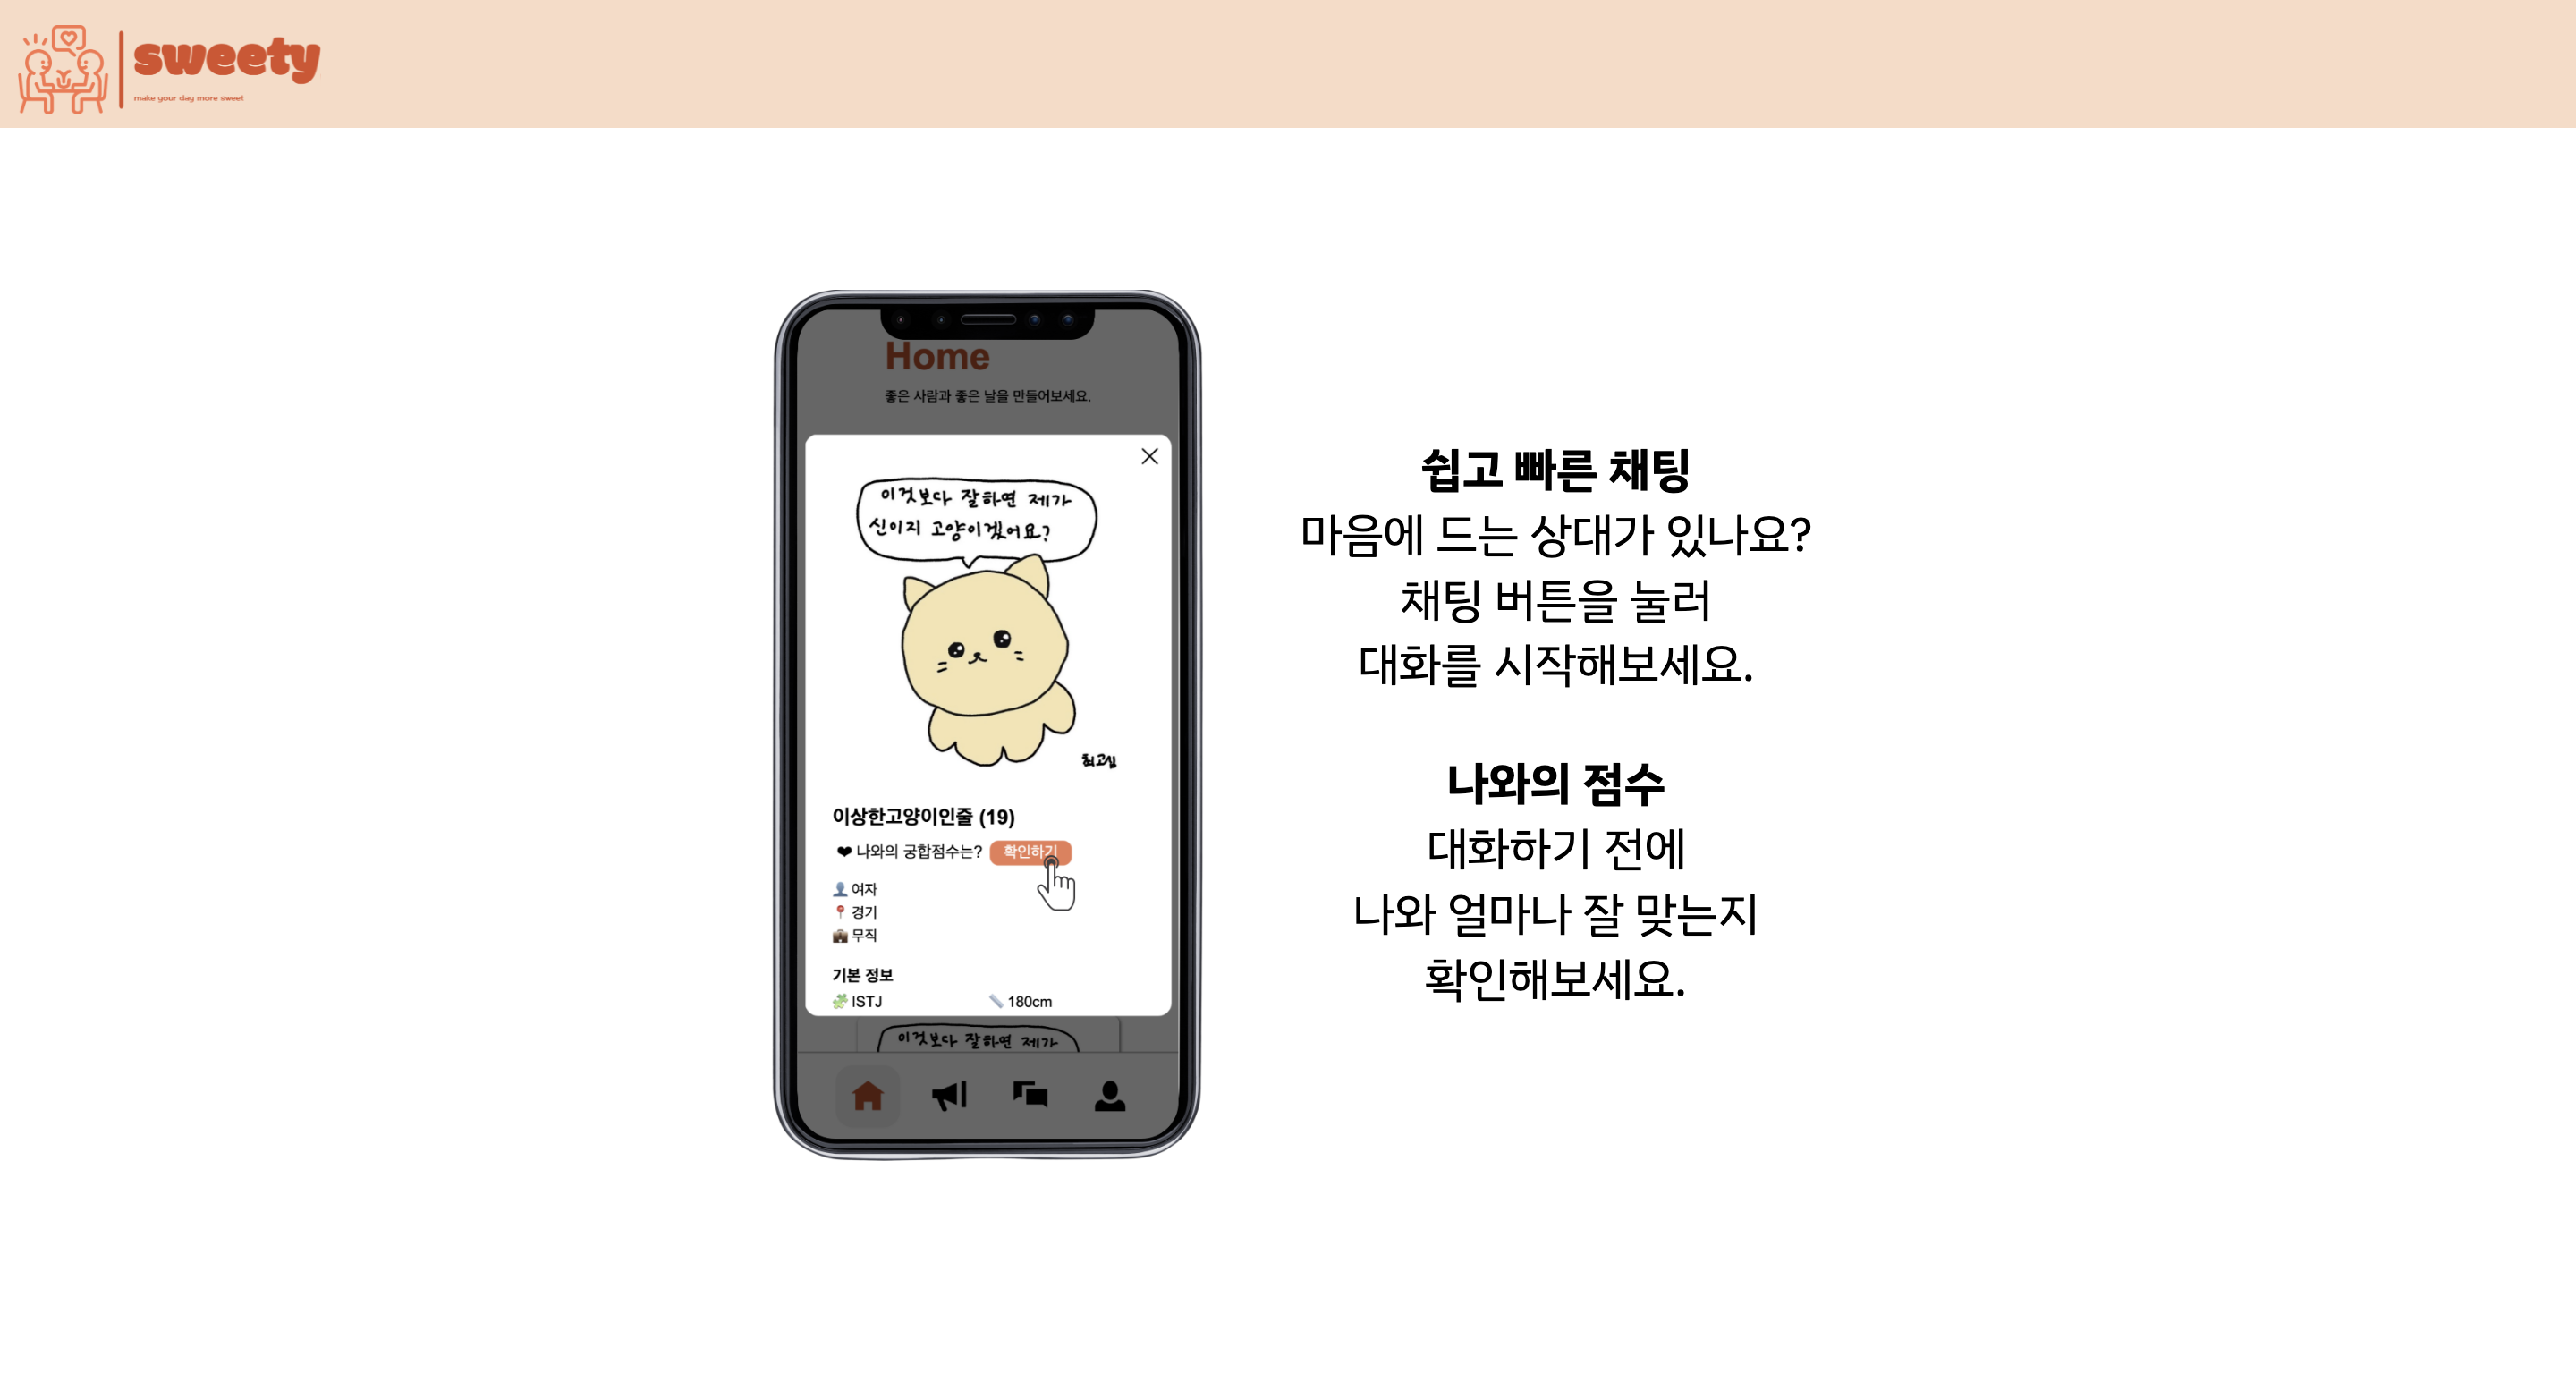 sweety
make your day more sweet
Home
좋은 사람과 좋은 날을 만들어보세요.
이것보다 잘하면 제가
신이지 고양이겠어요?
최고심
이상한고양이인줄 (19)
❤ 나와의 궁합점수는? 확인하기
👤 여자
📍 경기
💼 무직
기본 정보
🧩 ISTJ
📏 180cm
이것보다 잘하면 제가
쉽고 빠른 채팅
마음에 드는 상대가 있나요?
채팅 버튼을 눌러
대화를 시작해보세요.
나와의 점수
대화하기 전에
나와 얼마나 잘 맞는지
확인해보세요.